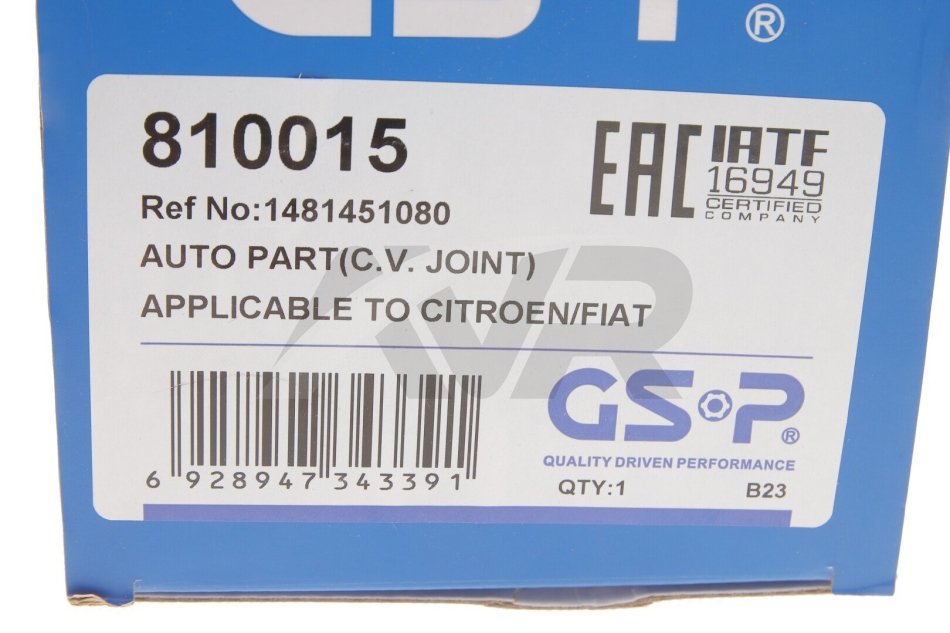 ®
810015
Ref No:1481451080
AUTO PART(C.V. JOINT)
APPLICABLE TO CITROEN/FIAT
EAC
IATF
16949
CERTIFIED
COMPANY
6 928947 343391
GSP®
QUALITY DRIVEN PERFORMANCE
QTY:1 B23